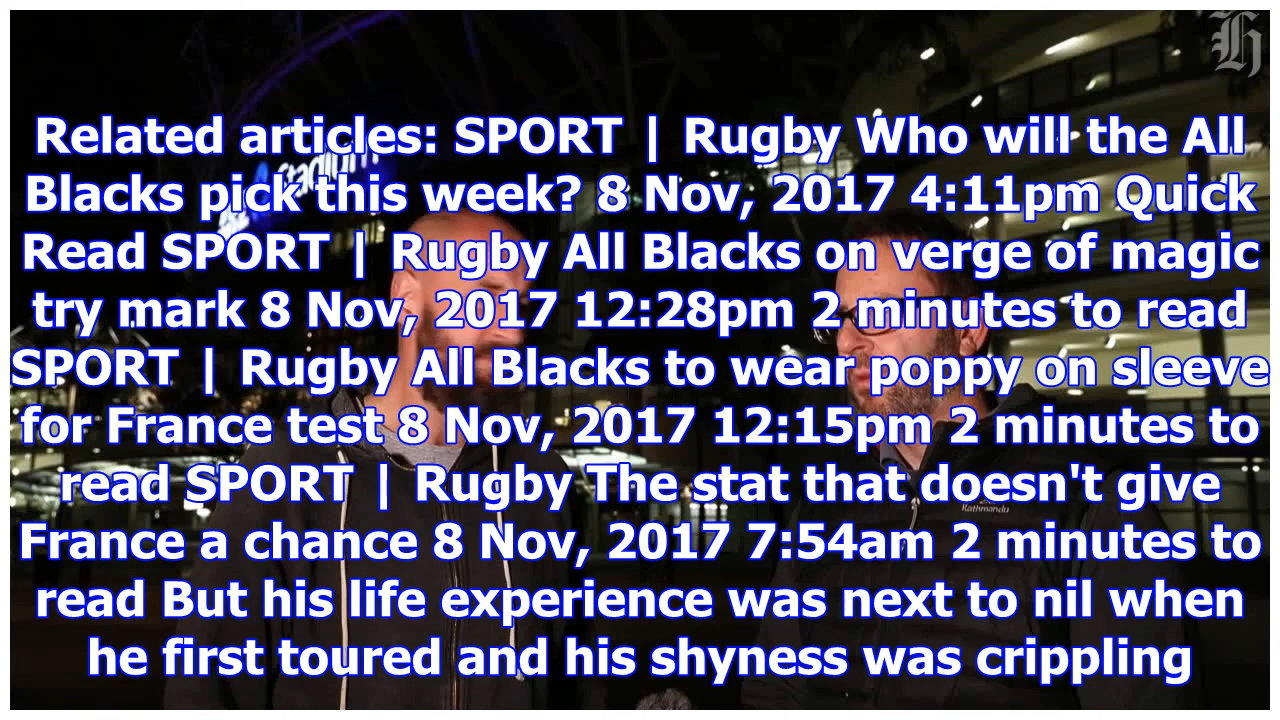 Related articles: SPORT | Rugby Who will the All
Blacks pick this week? 8 Nov, 2017 4:11pm Quick
Read SPORT | Rugby All Blacks on verge of magic
try mark 8 Nov, 2017 12:28pm 2 minutes to read
SPORT | Rugby All Blacks to wear poppy on sleeve
for France test 8 Nov, 2017 12:15pm 2 minutes to
read SPORT | Rugby The stat that doesn't give
France a chance 8 Nov, 2017 7:54am 2 minutes to
read But his life experience was next to nil when
he first toured and his shyness was crippling
stadium
Kathmandu
H